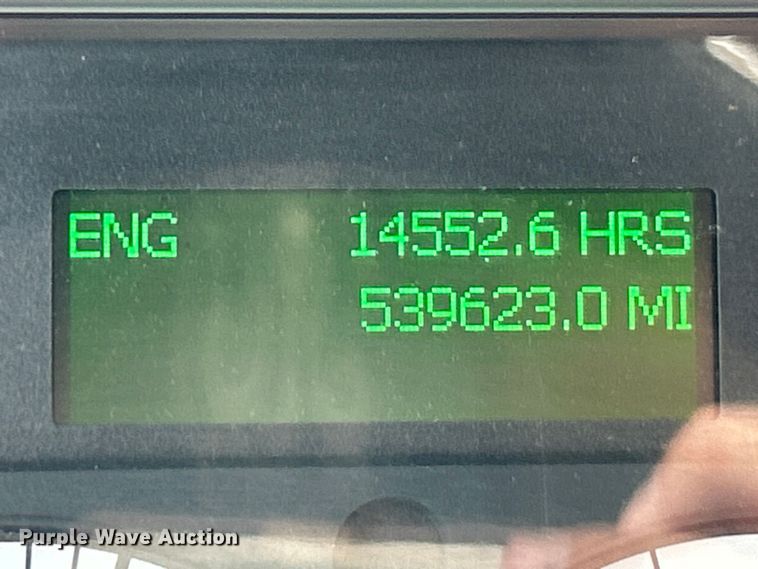 ENG 14552.6 HRS
539623.0 MI
Purple Wave Auction